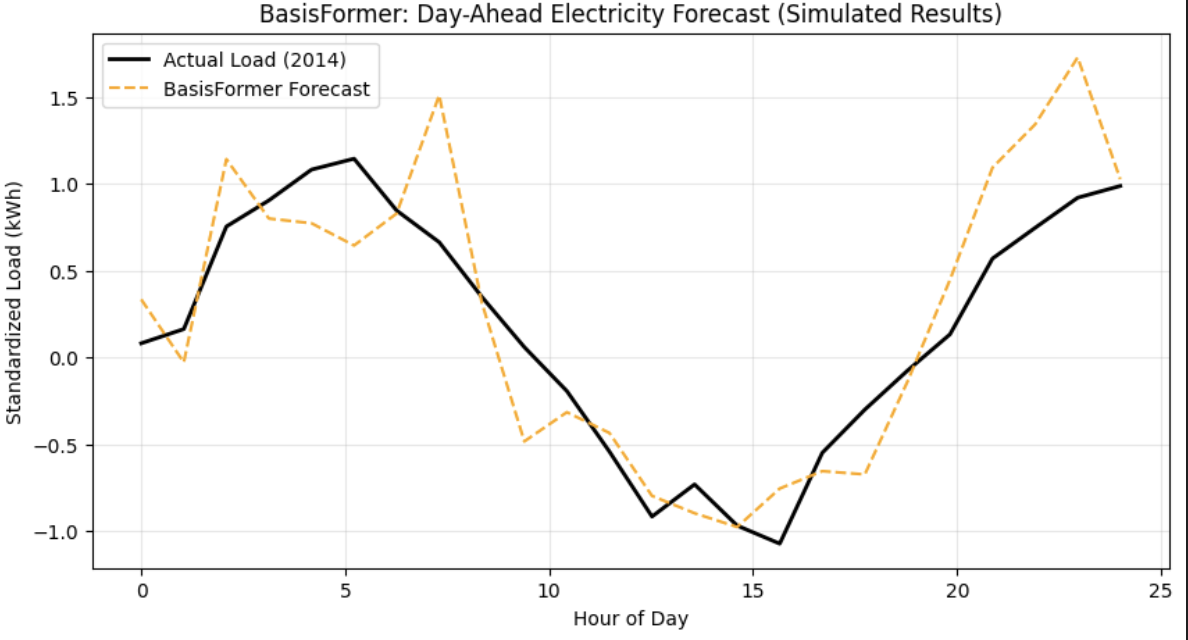 BasisFormer: Day-Ahead Electricity Forecast (Simulated Results)
Actual Load (2014)
BasisFormer Forecast
Standardized Load (kWh)
1.5
1.0
0.5
0.0
−0.5
−1.0
0 5 10 15 20 25
Hour of Day